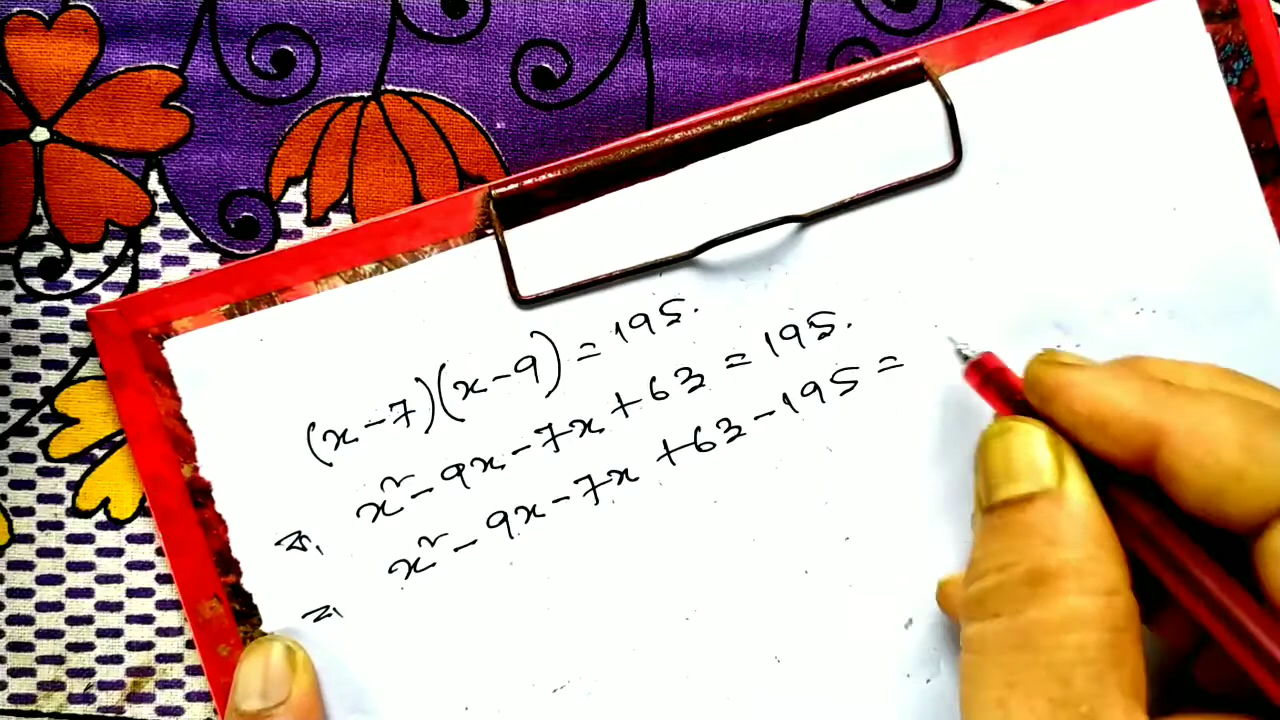 (x-7)(x-9) = 195.
বা, x² - 9x - 7x + 63 = 195.
বা, x² - 9x - 7x + 63 - 195 =